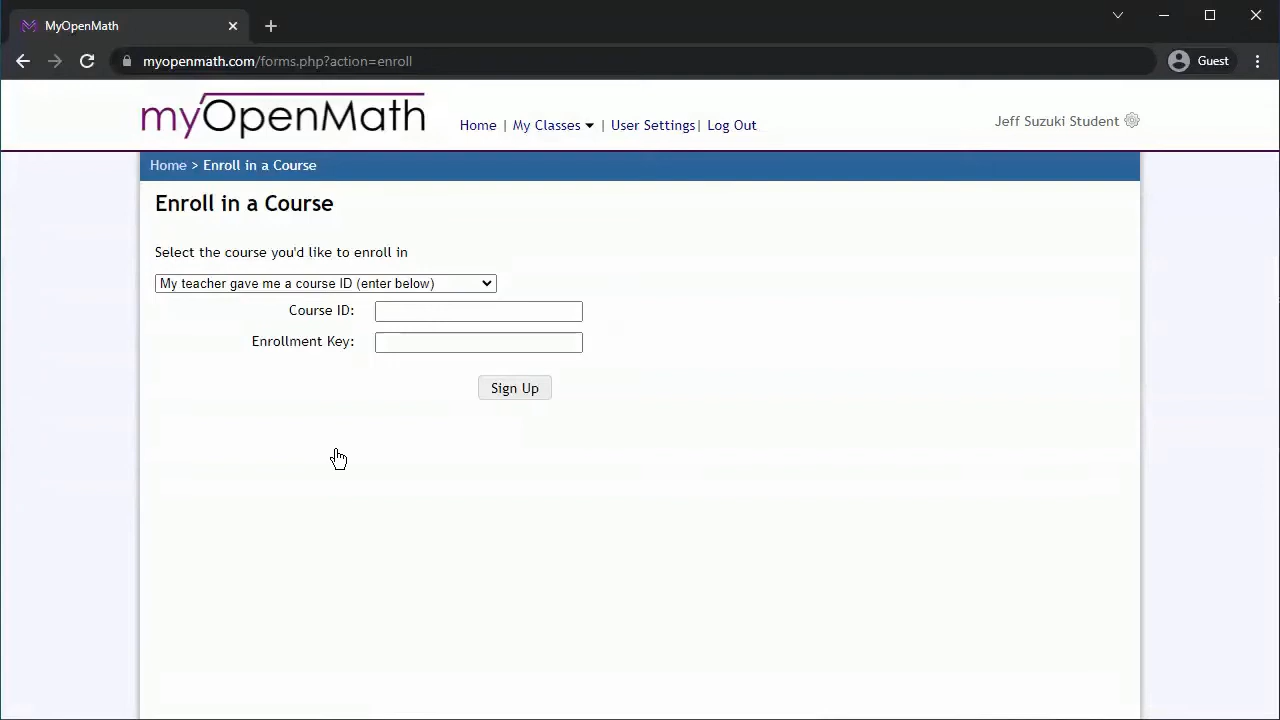 MyOpenMath
myopenmath.com/forms.php?action=enroll
Guest
myOpenMath
Home | My Classes | User Settings | Log Out
Jeff Suzuki Student
Home > Enroll in a Course
Enroll in a Course
Select the course you'd like to enroll in
My teacher gave me a course ID (enter below)
Course ID:
Enrollment Key:
Sign Up